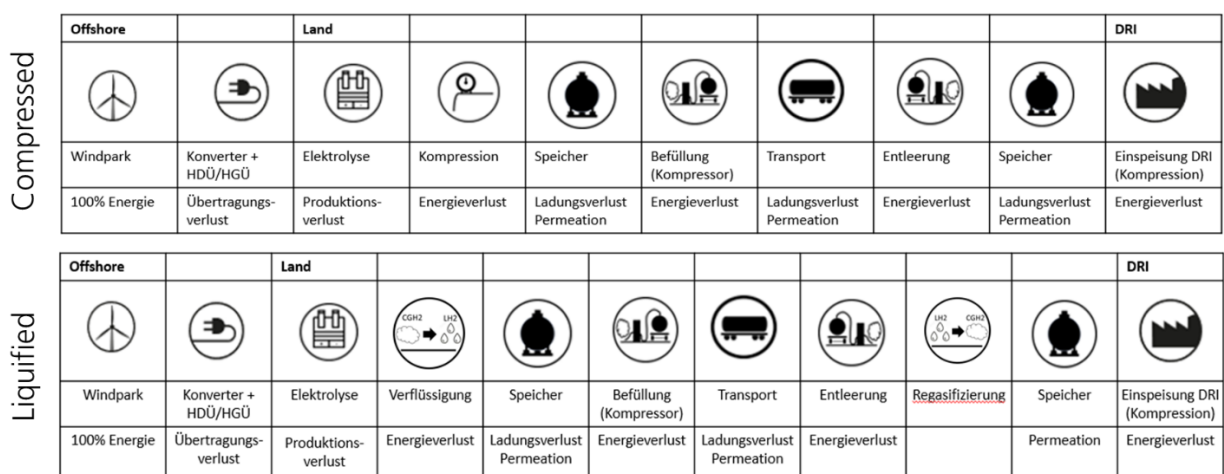 Compressed
Offshore Land DRI
Windpark Konverter + HDÜ/HGÜ Elektrolyse Kompression Speicher Befüllung (Kompressor) Transport Entleerung Speicher Einspeisung DRI (Kompression)
100% Energie Übertragungs-verlust Produktions-verlust Energieverlust Ladungsverlust Permeation Energieverlust Ladungsverlust Permeation Energieverlust Ladungsverlust Permeation Energieverlust
Liquified
Offshore Land DRI
CGH2 LH2 LH2 CGH2
Windpark Konverter + HDÜ/HGÜ Elektrolyse Verflüssigung Speicher Befüllung (Kompressor) Transport Entleerung Regasifizierung Speicher Einspeisung DRI (Kompression)
100% Energie Übertragungs-verlust Produktions-verlust Energieverlust Ladungsverlust Permeation Energieverlust Ladungsverlust Permeation Energieverlust Permeation Energieverlust